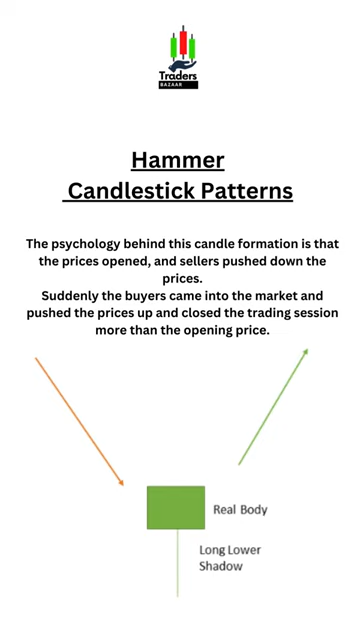 Traders
BAZAAR
Hammer
Candlestick Patterns
The psychology behind this candle formation is that
the prices opened, and sellers pushed down the
prices.
Suddenly the buyers came into the market and
pushed the prices up and closed the trading session
more than the opening price.
Real Body
Long Lower
Shadow